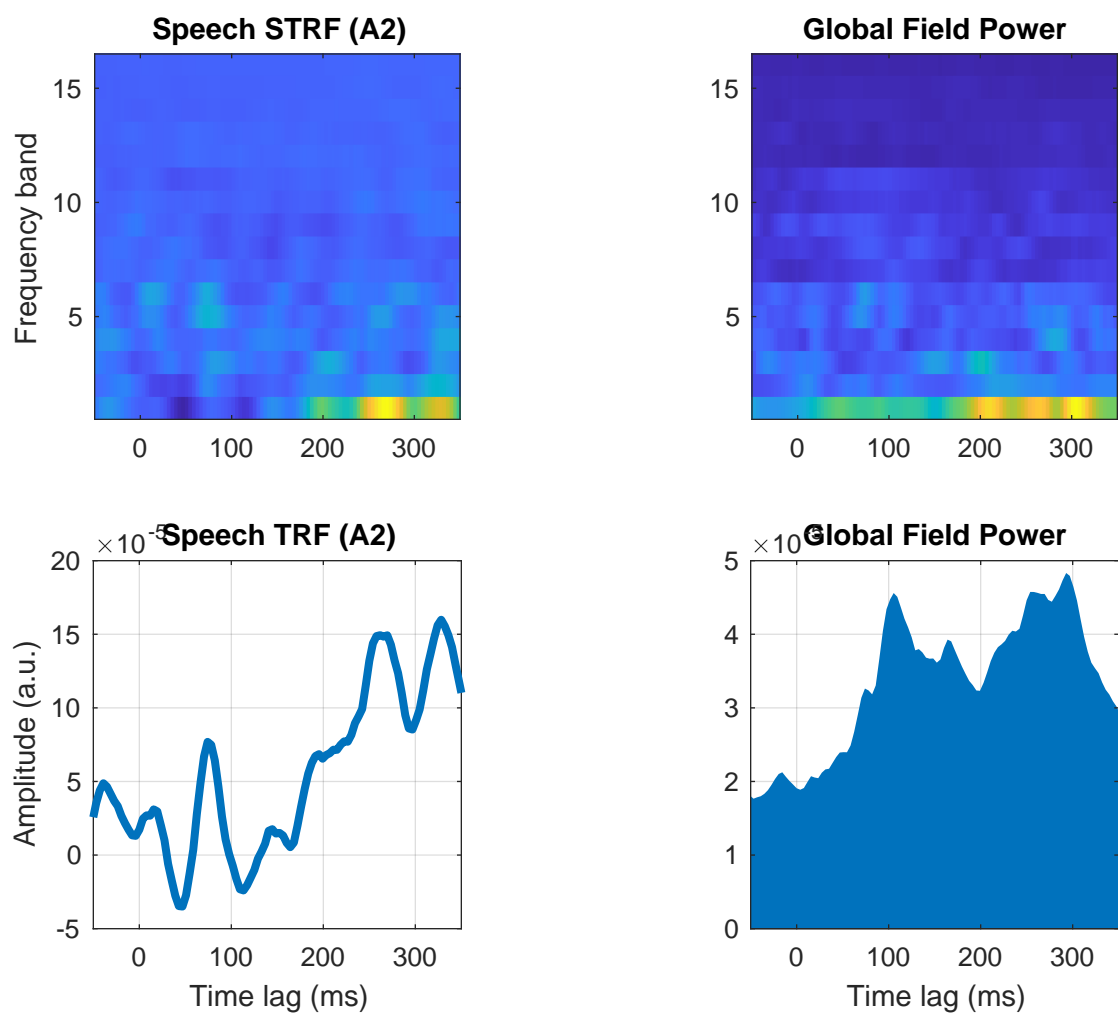 Speech STRF (A2)
Frequency band
15
10
5
0 100 200 300
Global Field Power
15
10
5
0 100 200 300
Speech TRF (A2)
×10⁻⁵
Amplitude (a.u.)
20
15
10
5
0
-5
0 100 200 300
Time lag (ms)
Global Field Power
×10⁻⁵
5
4
3
2
1
0
0 100 200 300
Time lag (ms)